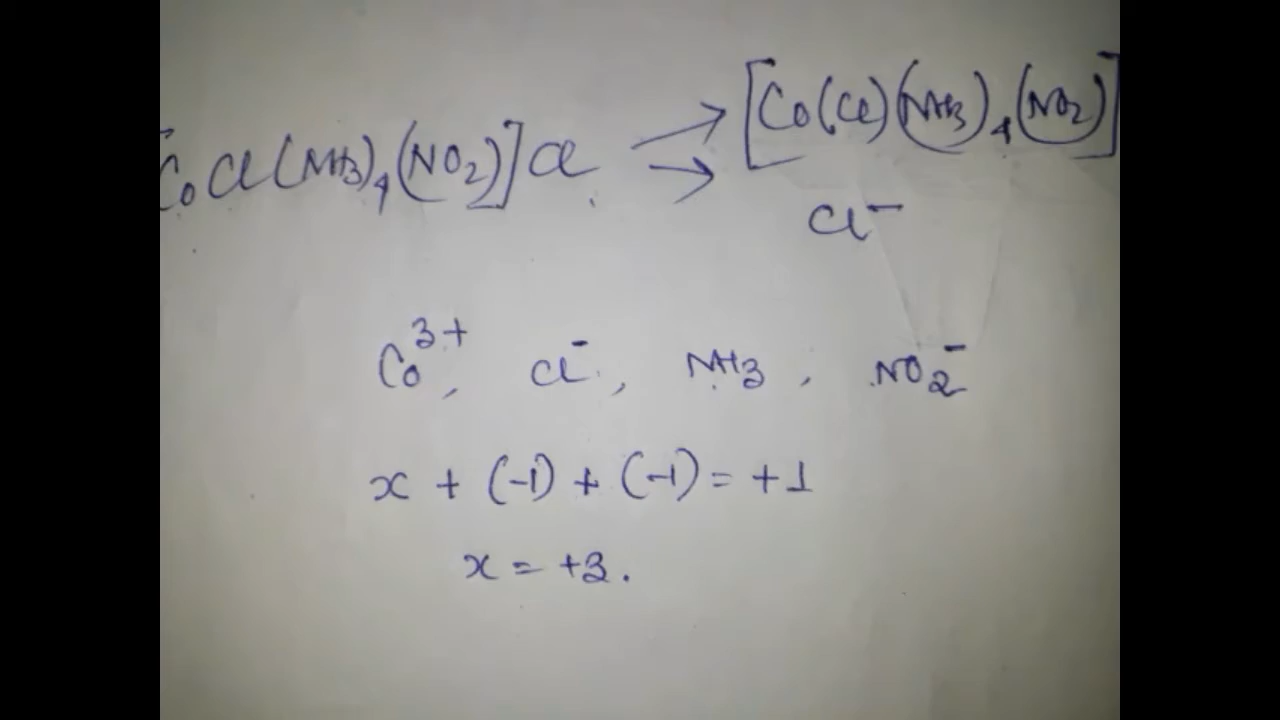 [CoCl(NH3)4(NO2)]Cl → → [Co(Cl)(NH3)4(NO2)]
Cl⁻
Co³⁺, Cl⁻, NH3, NO2⁻
x + (-1) + (-1) = +1
x = +3.